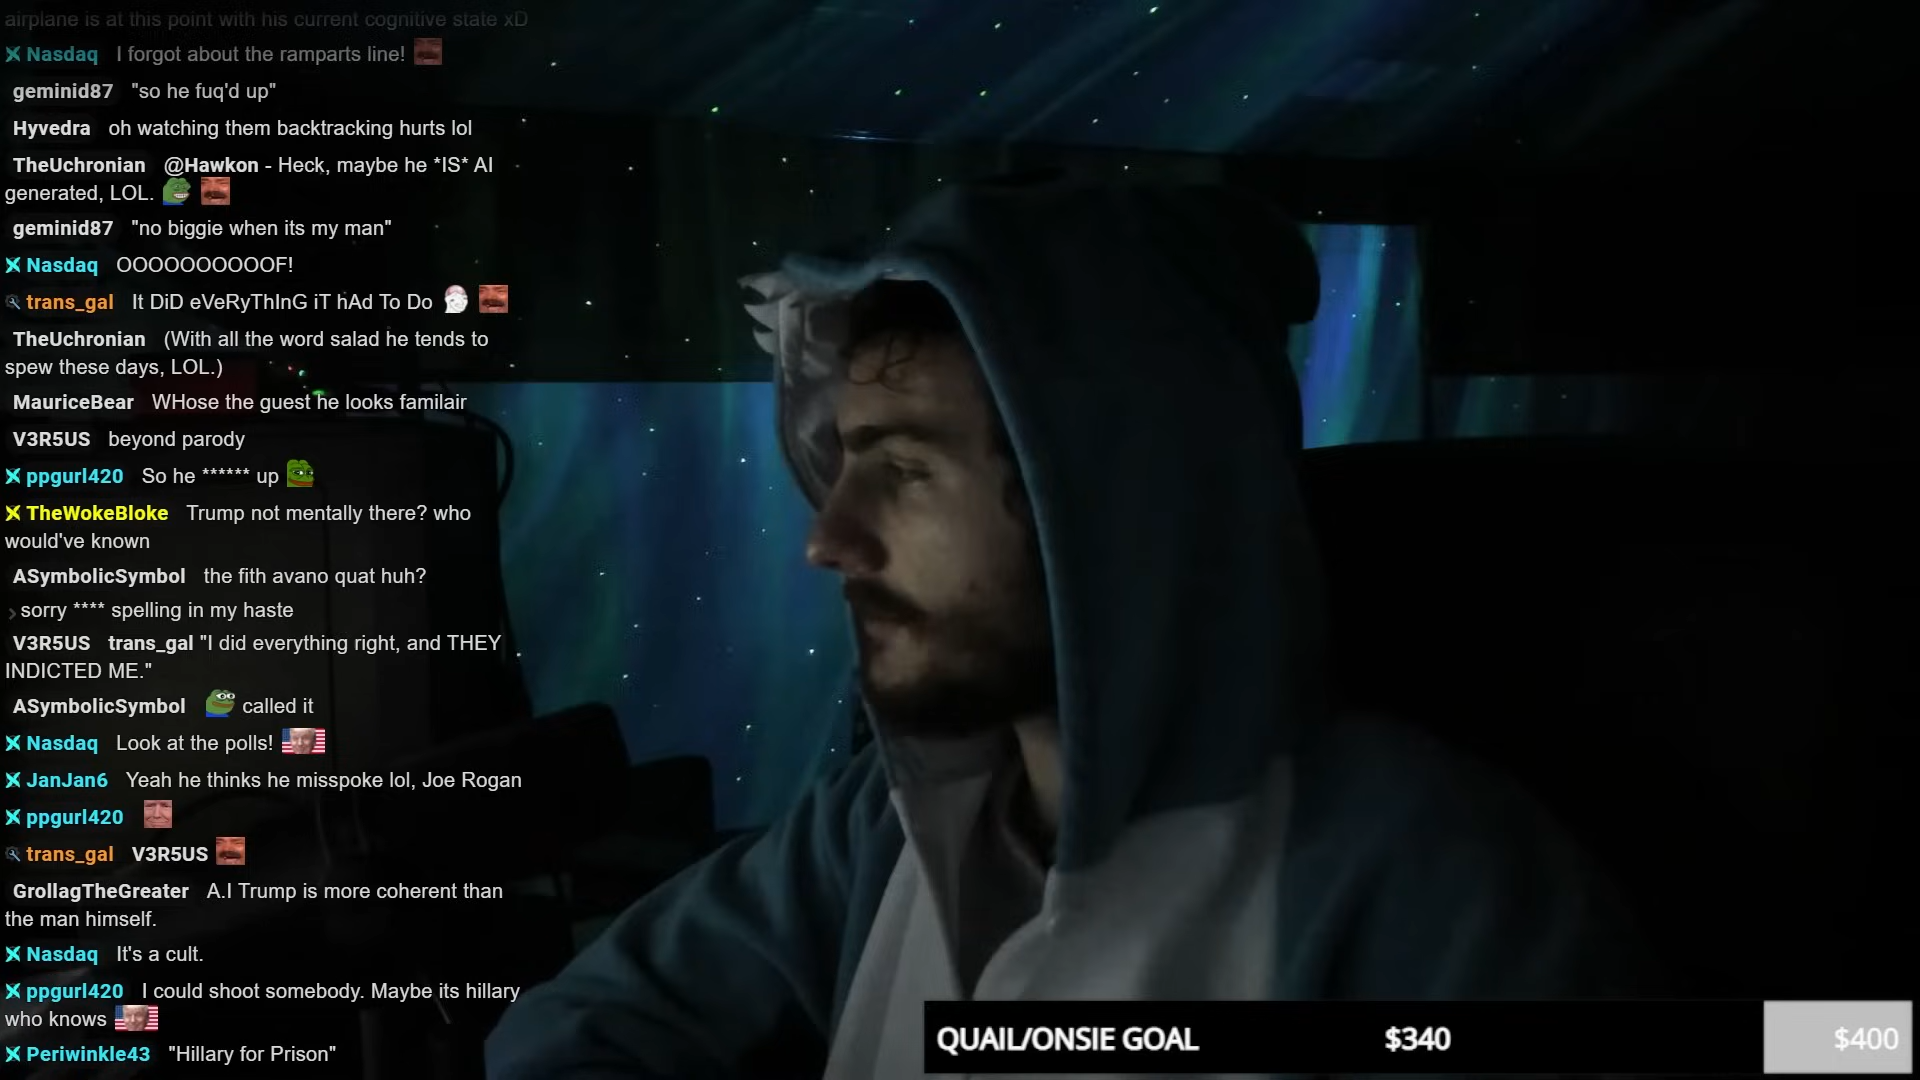 airplane is at this point with his current cognitive state xD
Nasdaq I forgot about the ramparts line!
geminid87 "so he fuq'd up"
Hyvedra oh watching them backtracking hurts lol
TheUchronian @Hawkon - Heck, maybe he *IS* AI
generated, LOL.
geminid87 "no biggie when its my man"
Nasdaq OOOOOOOOOOF!
trans_gal It DiD eVeRyThInG iT hAd To Do
TheUchronian (With all the word salad he tends to
spew these days, LOL.)
MauriceBear WHose the guest he looks familair
V3R5US beyond parody
ppgurl420 So he ****** up
TheWokeBloke Trump not mentally there? who
would've known
ASymbolicSymbol the fith avano quat huh?
sorry **** spelling in my haste
V3R5US trans_gal "I did everything right, and THEY
INDICTED ME."
ASymbolicSymbol called it
Nasdaq Look at the polls!
JanJan6 Yeah he thinks he misspoke lol, Joe Rogan
ppgurl420
trans_gal V3R5US
GrollagTheGreater A.I Trump is more coherent than
the man himself.
Nasdaq It's a cult.
ppgurl420 I could shoot somebody. Maybe its hillary
who knows
Periwinkle43 "Hillary for Prison"
QUAIL/ONSIE GOAL $340 $400